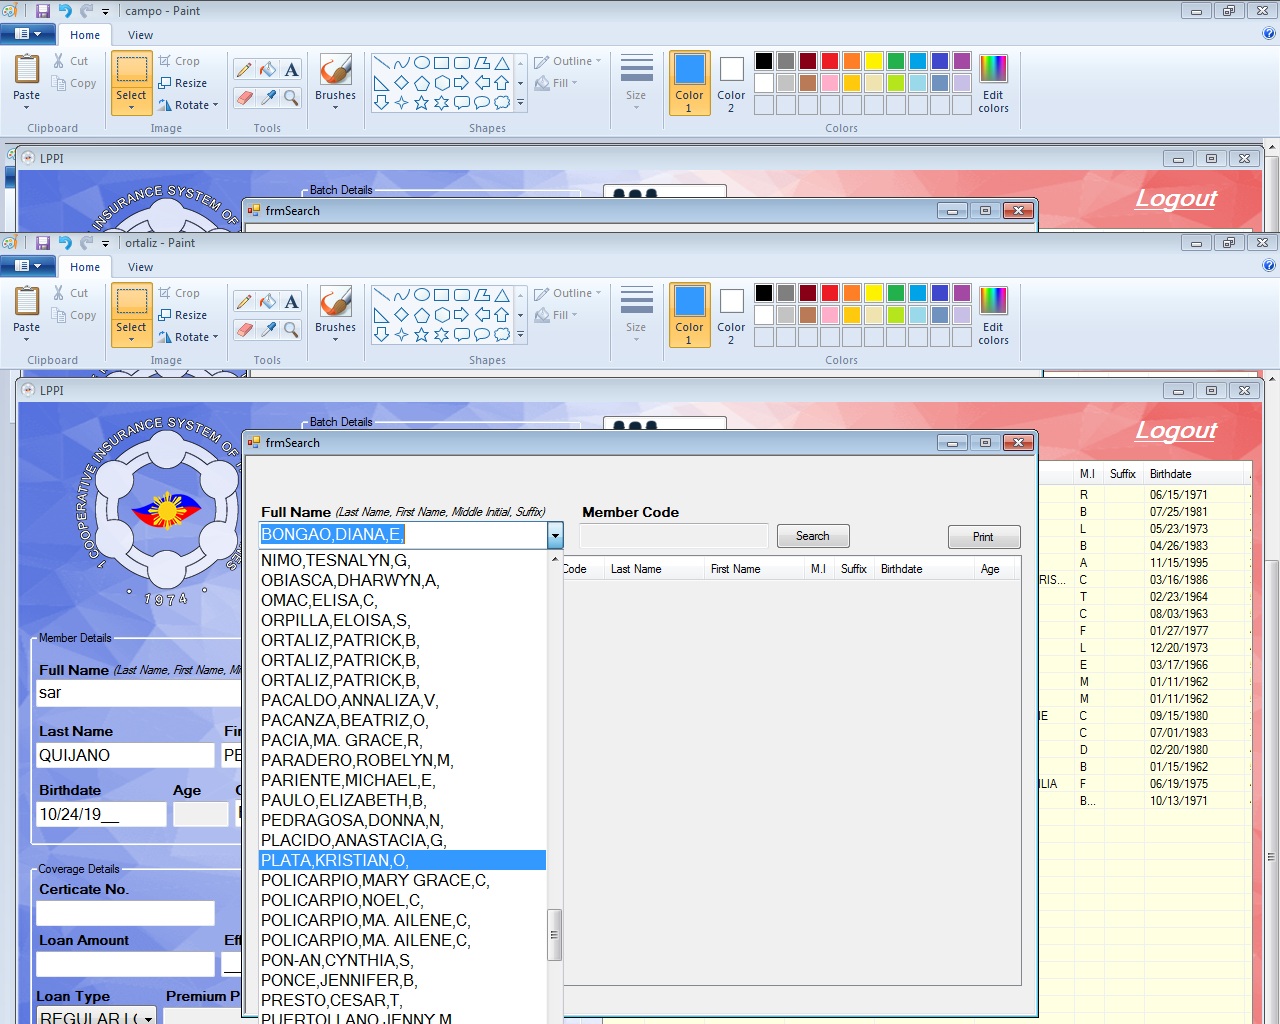 campo - Paint
Home View
Paste Cut Copy
Select Crop Resize Rotate
Brushes
Outline Fill
Size
Color 1
Color 2
Edit colors
Clipboard Image Tools Shapes Colors
LPPI
INSURANCE SYSTEM OF
Batch Details
Logout
frmSearch
ortaliz - Paint
Home View
Paste Cut Copy
Select Crop Resize Rotate
Brushes
Outline Fill
Size
Color 1
Color 2
Edit colors
Clipboard Image Tools Shapes Colors
LPPI
COOPERATIVE INSURANCE SYSTEM OF
1974
Batch Details
Logout
frmSearch
Full Name (Last Name, First Name, Middle Initial, Suffix)
Member Code
BONGAO,DIANA,E,
Search
Print
Code Last Name First Name M.I Suffix Birthdate Age
NIMO,TESNALYN,G,
OBIASCA,DHARWYN,A,
OMAC,ELISA,C,
ORPILLA,ELOISA,S,
ORTALIZ,PATRICK,B,
ORTALIZ,PATRICK,B,
ORTALIZ,PATRICK,B,
PACALDO,ANNALIZA,V,
PACANZA,BEATRIZ,O,
PACIA,MA. GRACE,R,
PARADERO,ROBELYN,M,
PARIENTE,MICHAEL,E,
PAULO,ELIZABETH,B,
PEDRAGOSA,DONNA,N,
PLACIDO,ANASTACIA,G,
PLATA,KRISTIAN,O,
POLICARPIO,MARY GRACE,C,
POLICARPIO,NOEL,C,
POLICARPIO,MA. AILENE,C,
POLICARPIO,MA. AILENE,C,
PON-AN,CYNTHIA,S,
PONCE,JENNIFER,B,
PRESTO,CESAR,T,
PUERTOLLANO,JENNY,M,
Member Details
Full Name (Last Name, First Name, Mi
sar
Last Name Fir
QUIJANO PE
Birthdate Age
10/24/19__
Coverage Details
Certicate No.
Loan Amount Ef
Loan Type Premium P
REGULAR LC
M.I Suffix Birthdate
R 06/15/1971
B 07/25/1981
L 05/23/1973
B 04/26/1983
A 11/15/1995
RIS... C 03/16/1986
T 02/23/1964
C 08/03/1963
F 01/27/1977
L 12/20/1973
E 03/17/1966
M 01/11/1962
M 01/11/1962
IE C 09/15/1980
C 07/01/1983
D 02/20/1980
B 01/15/1962
ILIA F 06/19/1975
B... 10/13/1971